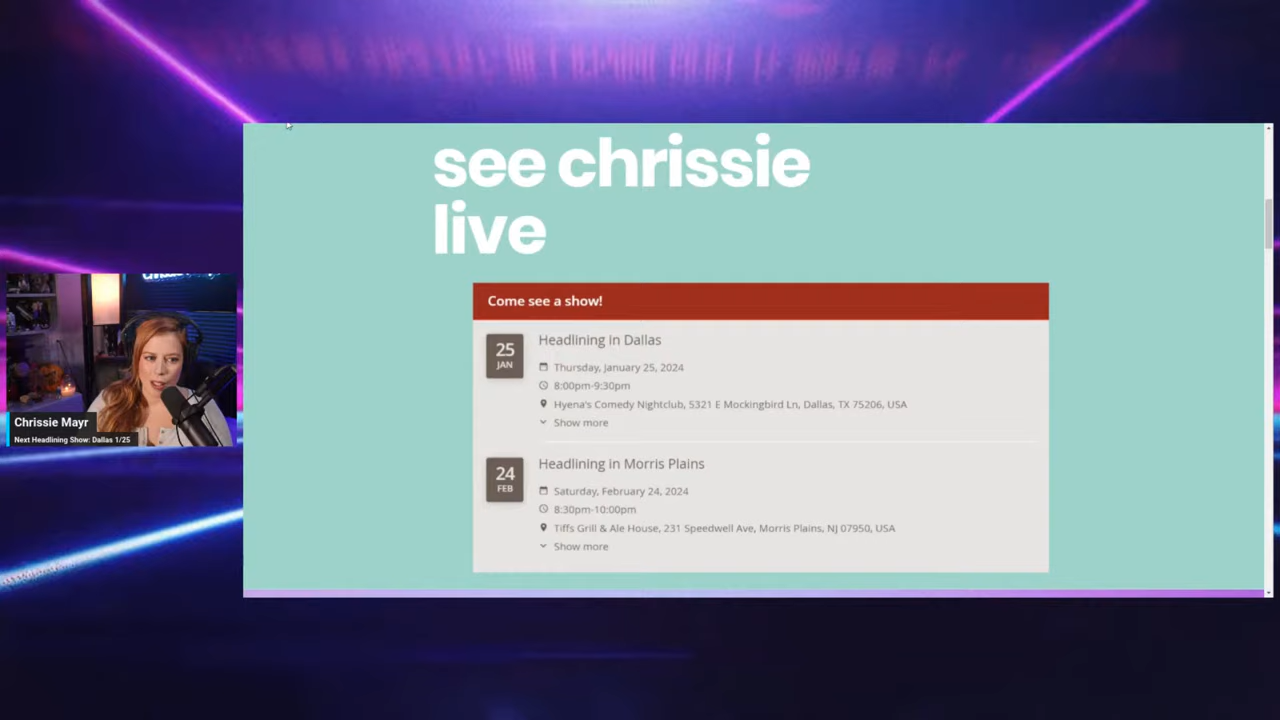 see chrissie
live
Come see a show!
25
JAN
Headlining in Dallas
Thursday, January 25, 2024
8:00pm-9:30pm
Hyena's Comedy Nightclub, 5321 E Mockingbird Ln, Dallas, TX 75206, USA
Show more
24
FEB
Headlining in Morris Plains
Saturday, February 24, 2024
8:30pm-10:00pm
Tiffs Grill & Ale House, 231 Speedwell Ave, Morris Plains, NJ 07950, USA
Show more
Chrissie Mayr
Next Headlining Show: Dallas 1/25